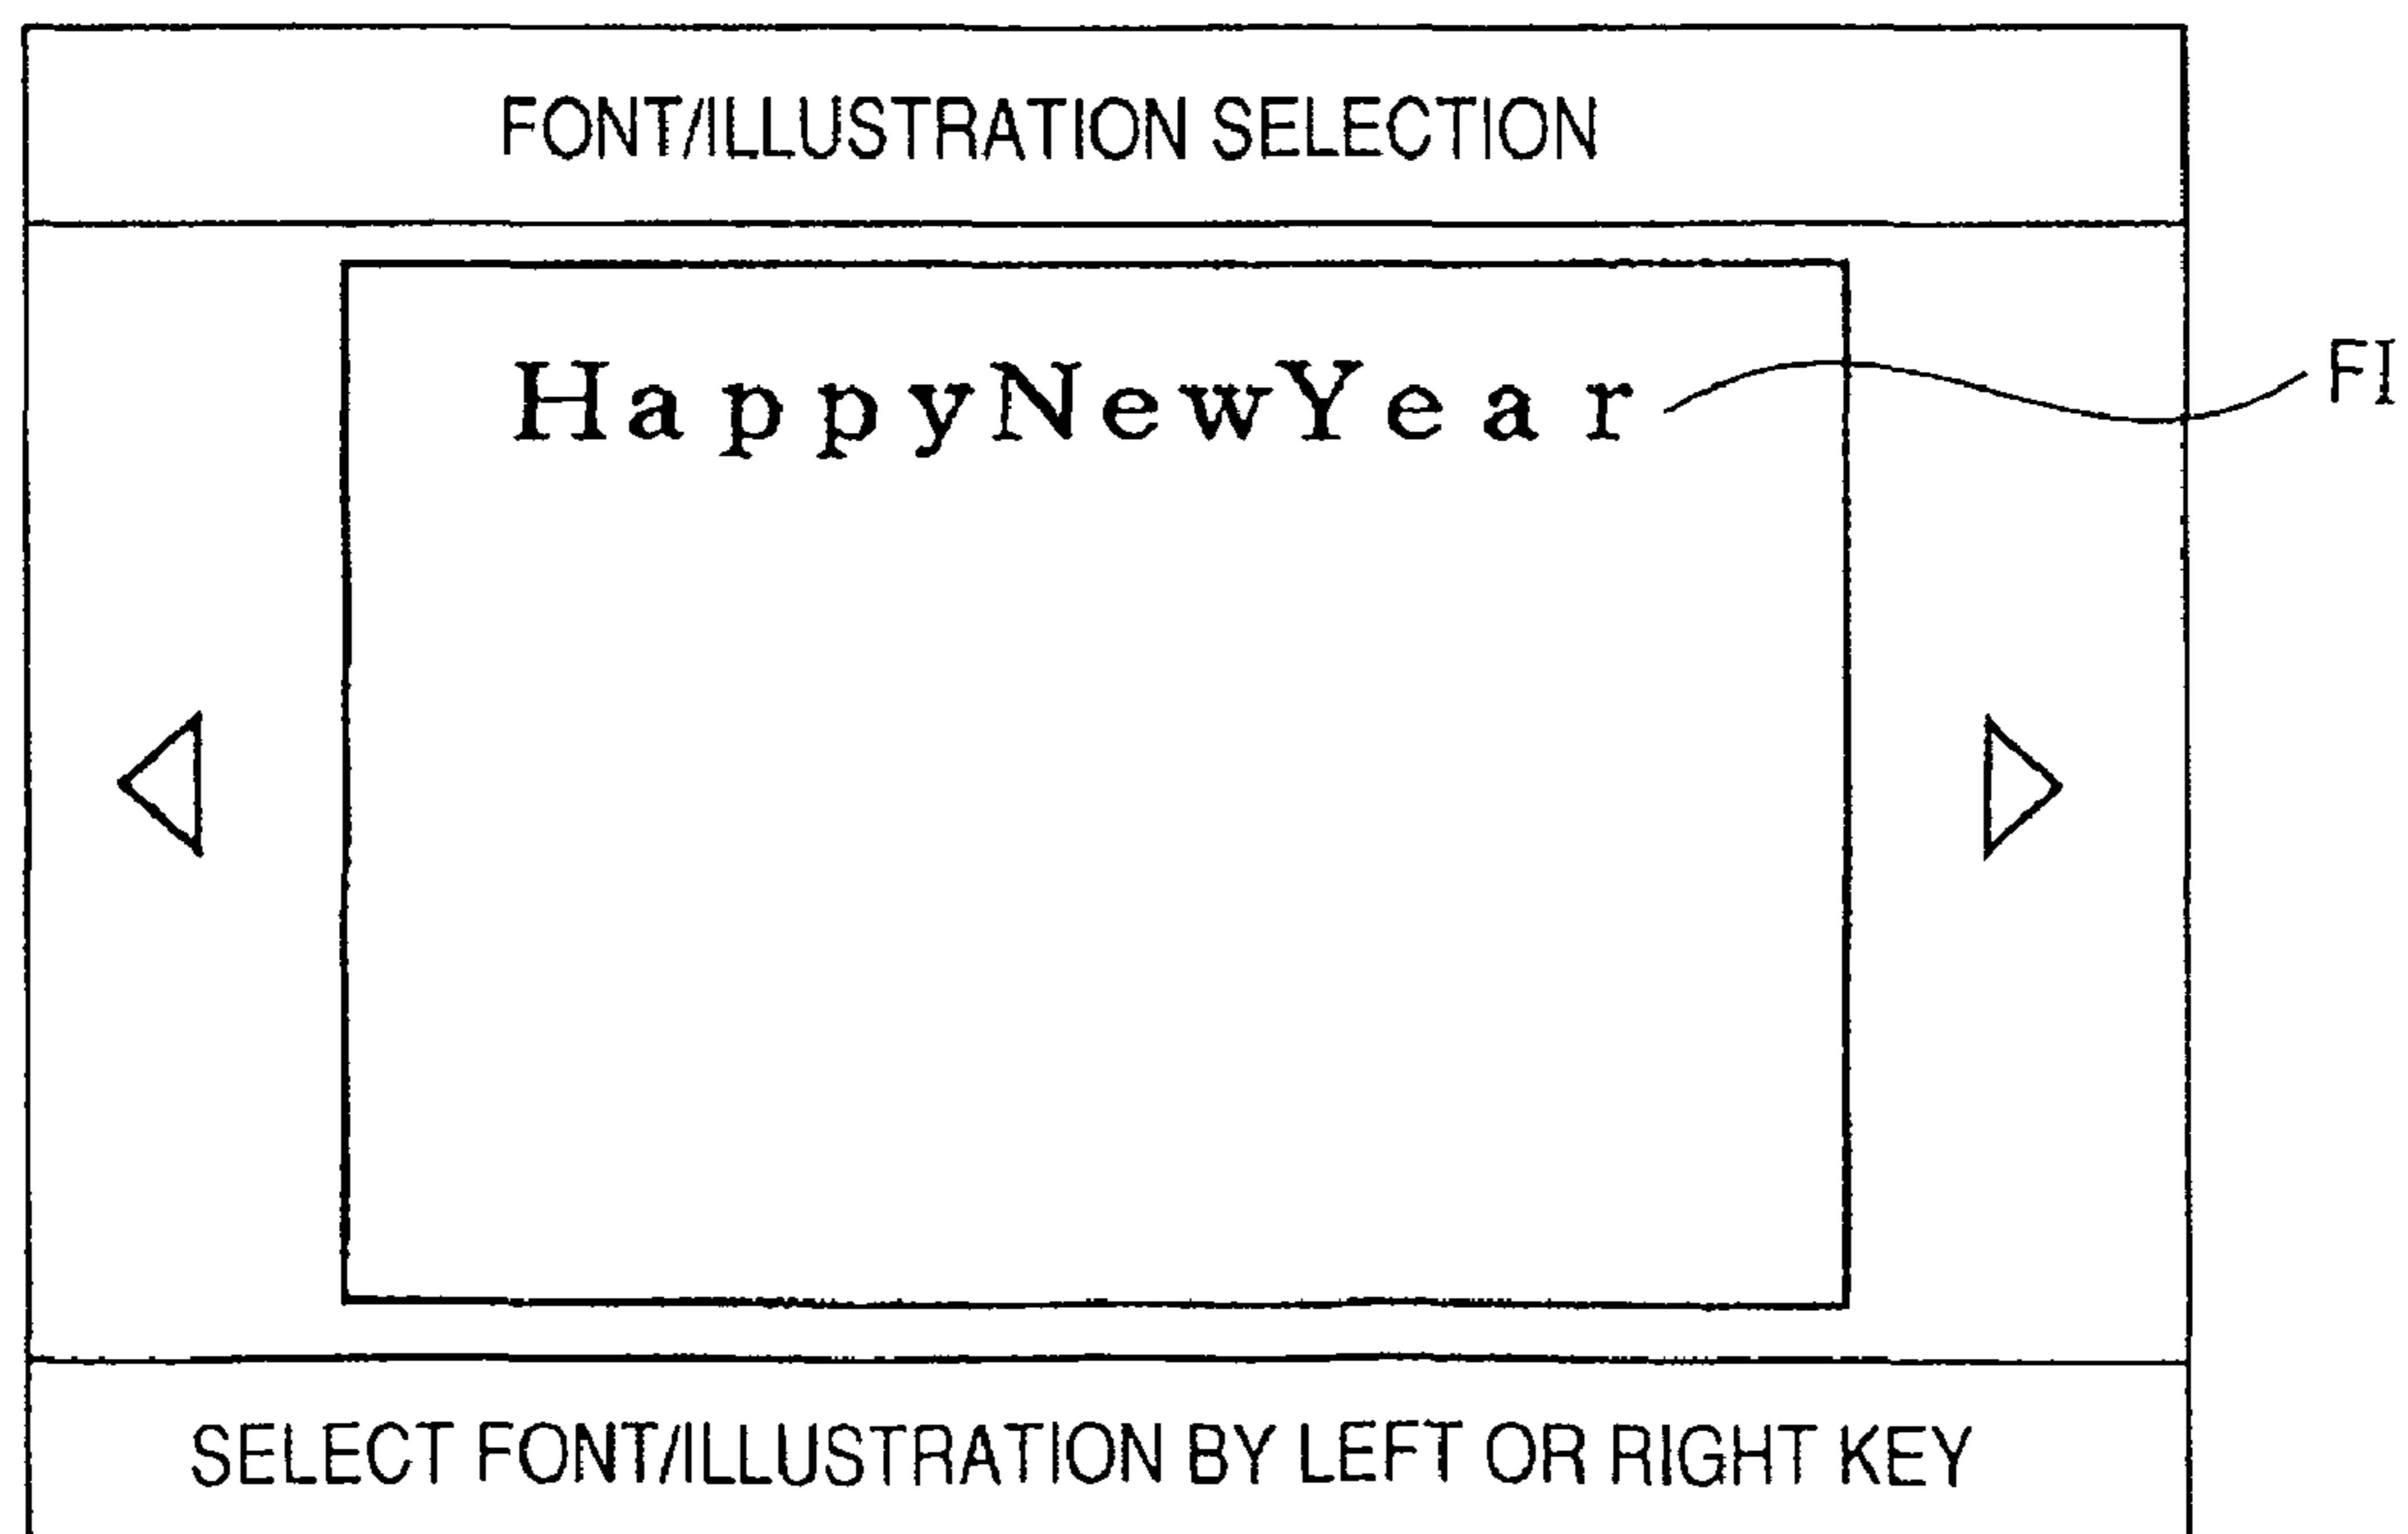 FONT/ILLUSTRATION SELECTION
HappyNewYear
FI
SELECT FONT/ILLUSTRATION BY LEFT OR RIGHT KEY